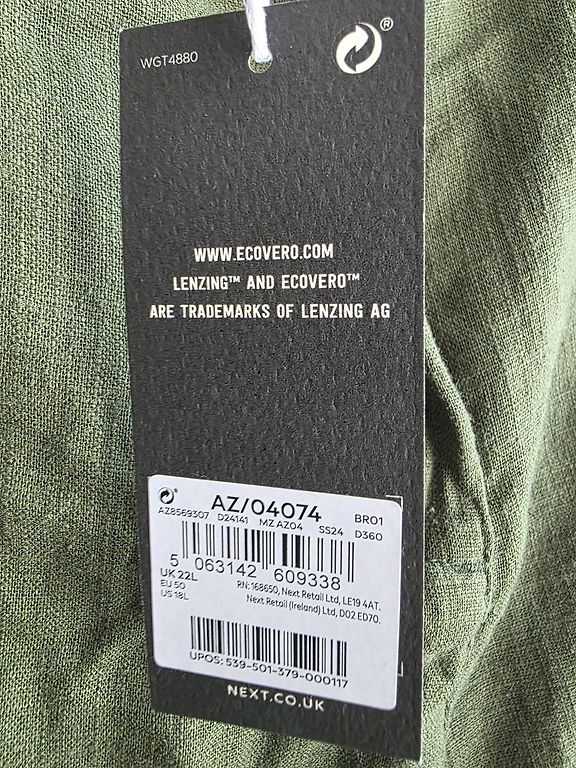 WGT4880
®
WWW.ECOVERO.COM
LENZING™ AND ECOVERO™
ARE TRADEMARKS OF LENZING AG
AZ/04074
BR01
AZ8569307 D24141 MZ AZ04 SS24 D360
5 063142 609338
UK 22L
EU 50
US 18L
RN: 168650, Next Retail Ltd, LE19 4AT.
Next Retail (Ireland) Ltd, D02 ED70.
UPOS: 539-501-379-000117
NEXT.CO.UK